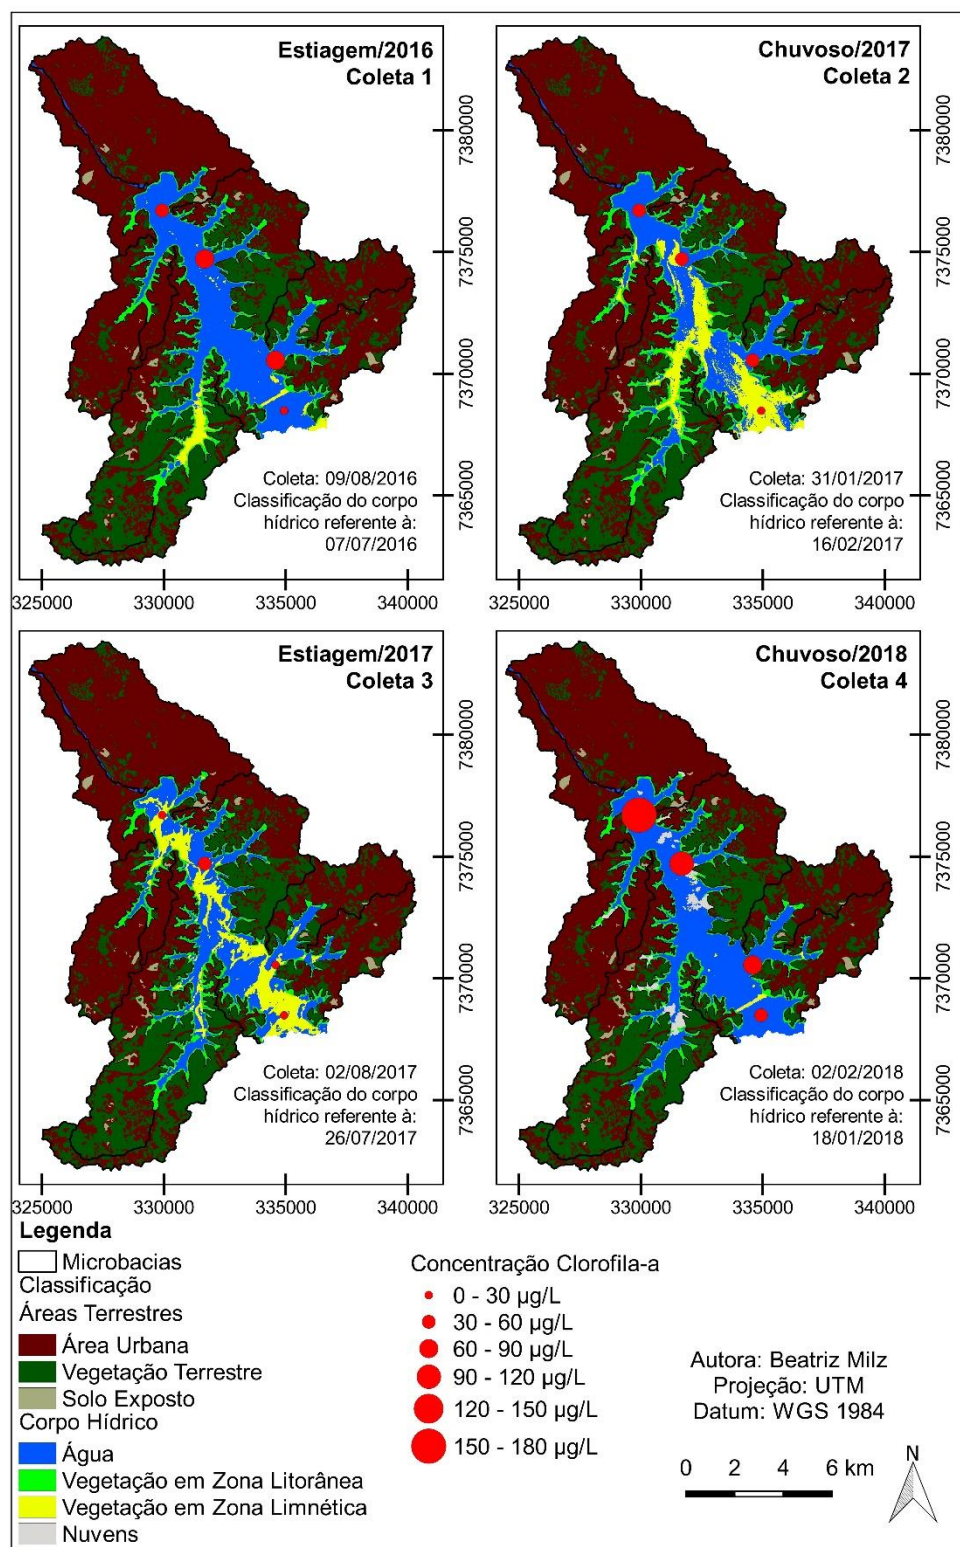 Estiagem/2016
Coleta 1
7380000
7375000
7370000
7365000
Coleta: 09/08/2016
Classificação do corpo
hídrico referente à:
07/07/2016
325000 330000 335000 340000
Chuvoso/2017
Coleta 2
7380000
7375000
7370000
7365000
Coleta: 31/01/2017
Classificação do corpo
hídrico referente à:
16/02/2017
325000 330000 335000 340000
Estiagem/2017
Coleta 3
7380000
7375000
7370000
7365000
Coleta: 02/08/2017
Classificação do corpo
hídrico referente à:
26/07/2017
325000 330000 335000 340000
Chuvoso/2018
Coleta 4
7380000
7375000
7370000
7365000
Coleta: 02/02/2018
Classificação do corpo
hídrico referente à:
18/01/2018
325000 330000 335000 340000
Legenda
Microbacias
Classificação
Áreas Terrestres
Área Urbana
Vegetação Terrestre
Solo Exposto
Corpo Hídrico
Água
Vegetação em Zona Litorânea
Vegetação em Zona Limnética
Nuvens
Concentração Clorofila-a
0 - 30 µg/L
30 - 60 µg/L
60 - 90 µg/L
90 - 120 µg/L
120 - 150 µg/L
150 - 180 µg/L
Autora: Beatriz Milz
Projeção: UTM
Datum: WGS 1984
0 2 4 6 km
N